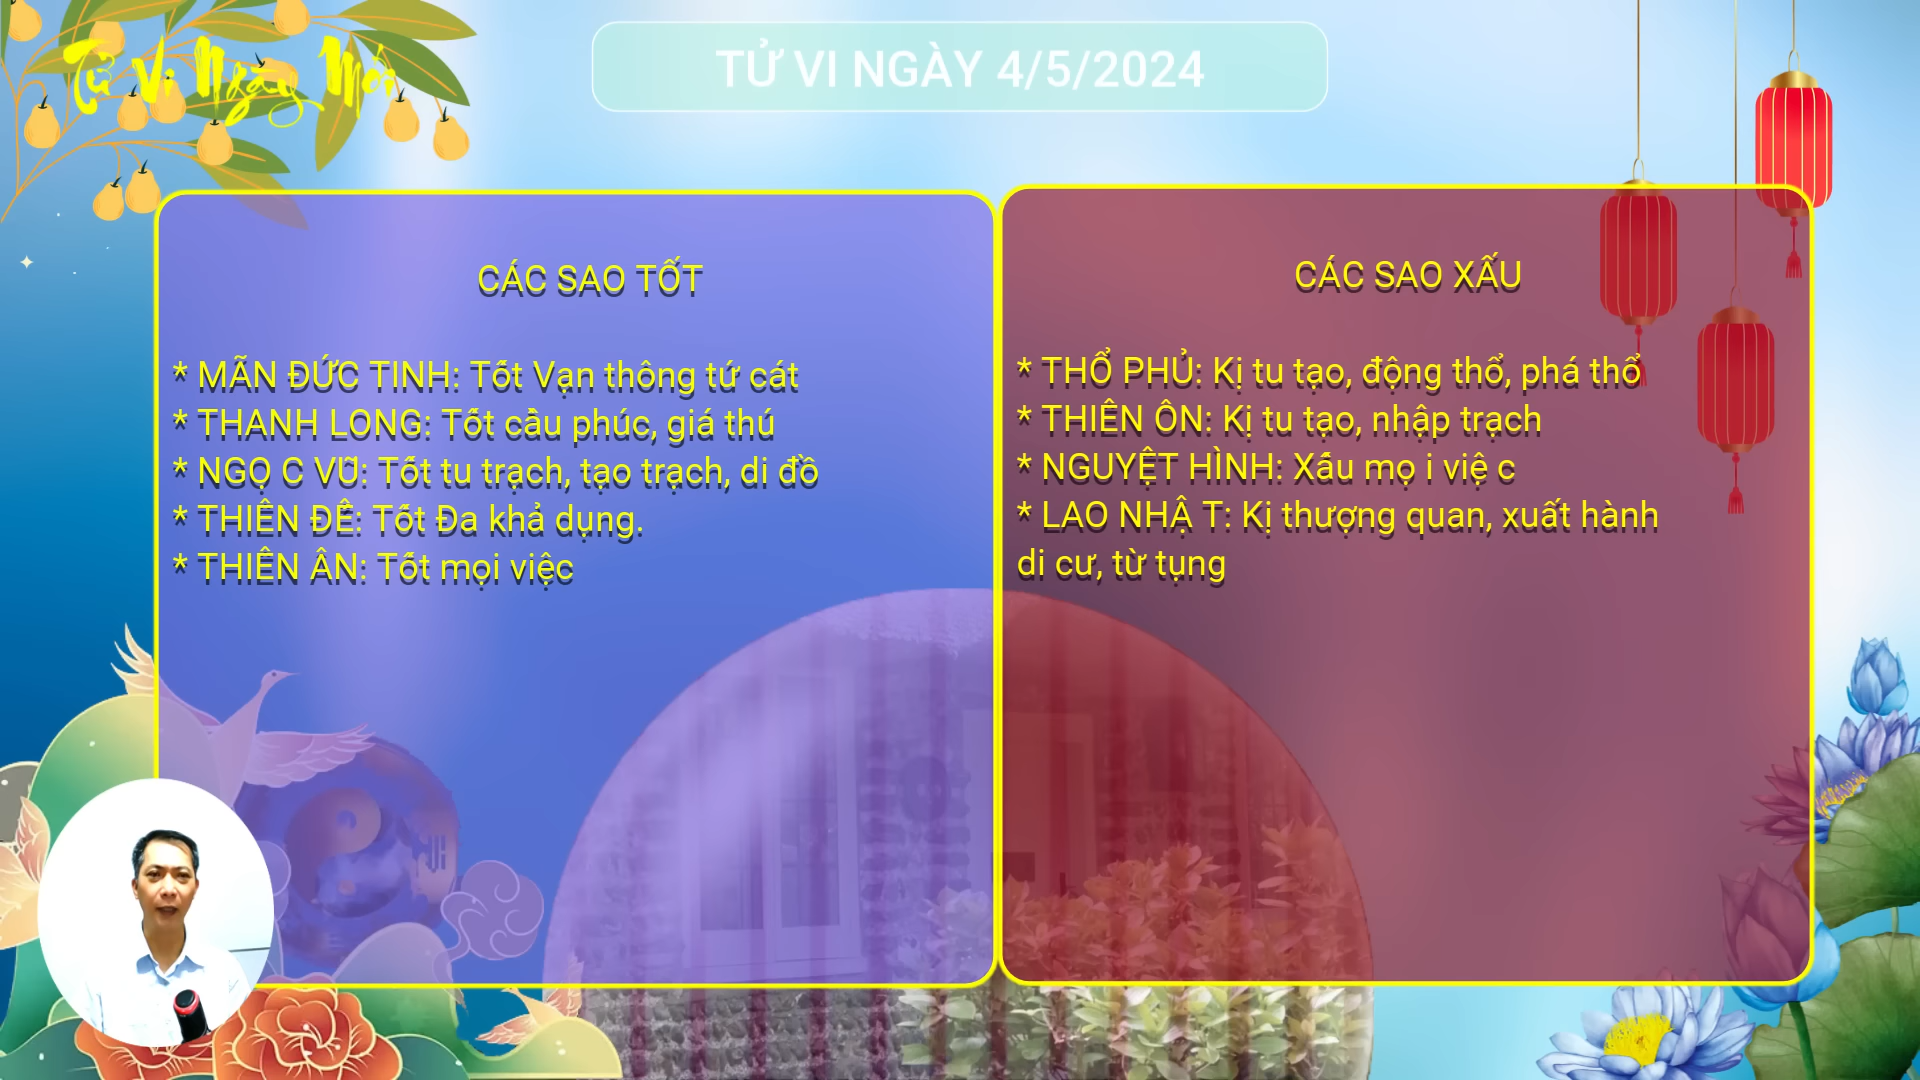 Tử Vi Ngày Mới
TỬ VI NGÀY 4/5/2024
CÁC SAO TỐT
* MÃN ĐỨC TINH: Tốt Vạn thông tứ cát
* THANH LONG: Tốt cầu phúc, giá thú
* NGỌ C VŨ: Tốt tu trạch, tạo trạch, di đồ
* THIÊN ĐỀ: Tốt Đa khả dụng.
* THIÊN ÂN: Tốt mọi việc
CÁC SAO XẤU
* THỔ PHỦ: Kị tu tạo, động thổ, phá thổ
* THIÊN ÔN: Kị tu tạo, nhập trạch
* NGUYỆT HÌNH: Xấu mọ i việ c
* LAO NHẬ T: Kị thượng quan, xuất hành
di cư, từ tụng